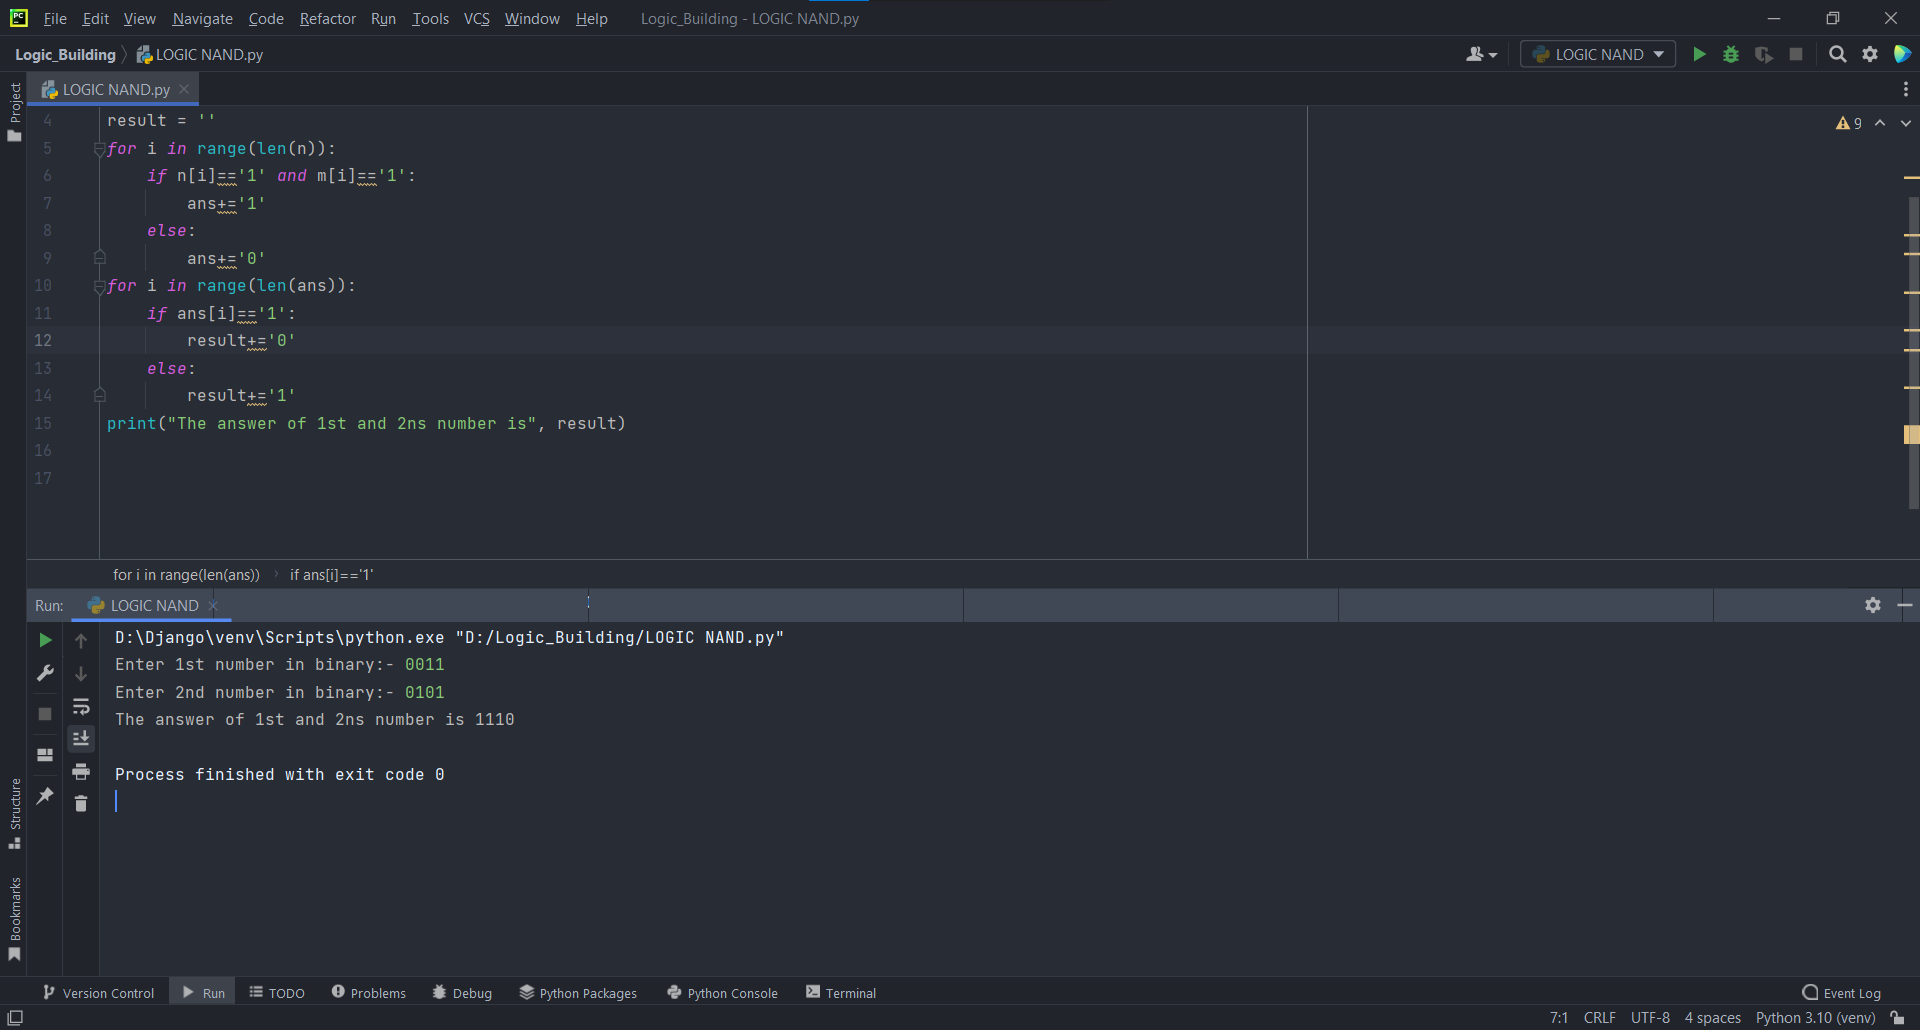 PC File Edit View Navigate Code Refactor Run Tools VCS Window Help Logic_Building - LOGIC NAND.py
Logic_Building LOGIC NAND.py LOGIC NAND
Project
LOGIC NAND.py
4 result = ''
9
5 for i in range(len(n)):
6 if n[i]=='1' and m[i]=='1':
7 ans+='1'
8 else:
9 ans+='0'
10 for i in range(len(ans)):
11 if ans[i]=='1':
12 result+='0'
13 else:
14 result+='1'
15 print("The answer of 1st and 2ns number is", result)
16
17
for i in range(len(ans)) › if ans[i]=='1'
Run: LOGIC NAND
D:\Django\venv\Scripts\python.exe "D:/Logic_Building/LOGIC NAND.py"
Enter 1st number in binary:- 0011
Enter 2nd number in binary:- 0101
The answer of 1st and 2ns number is 1110
Process finished with exit code 0
Structure
Bookmarks
Version Control Run TODO Problems Debug Python Packages Python Console Terminal Event Log
7:1 CRLF UTF-8 4 spaces Python 3.10 (venv)